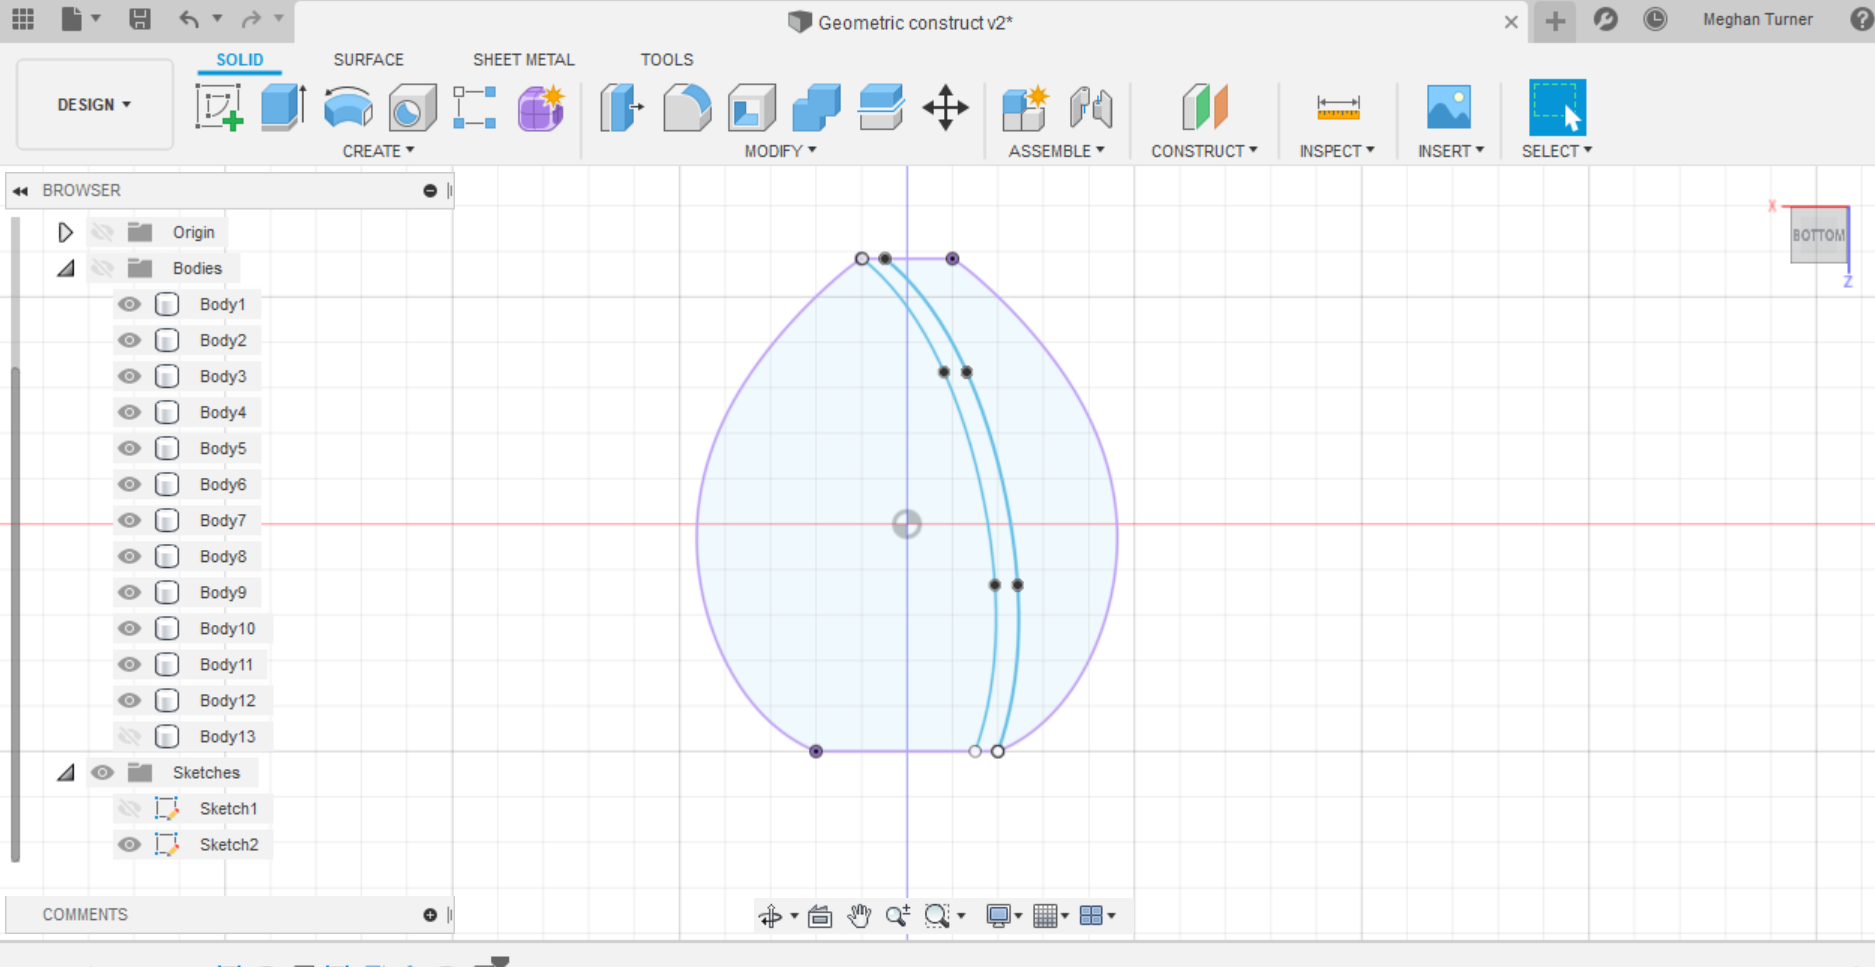 Geometric construct v2*
Meghan Turner
SOLID SURFACE SHEET METAL TOOLS
DESIGN
CREATE MODIFY ASSEMBLE CONSTRUCT INSPECT INSERT SELECT
BROWSER
Origin
Bodies
Body1
Body2
Body3
Body4
Body5
Body6
Body7
Body8
Body9
Body10
Body11
Body12
Body13
Sketches
Sketch1
Sketch2
COMMENTS
X
BOTTOM
Z